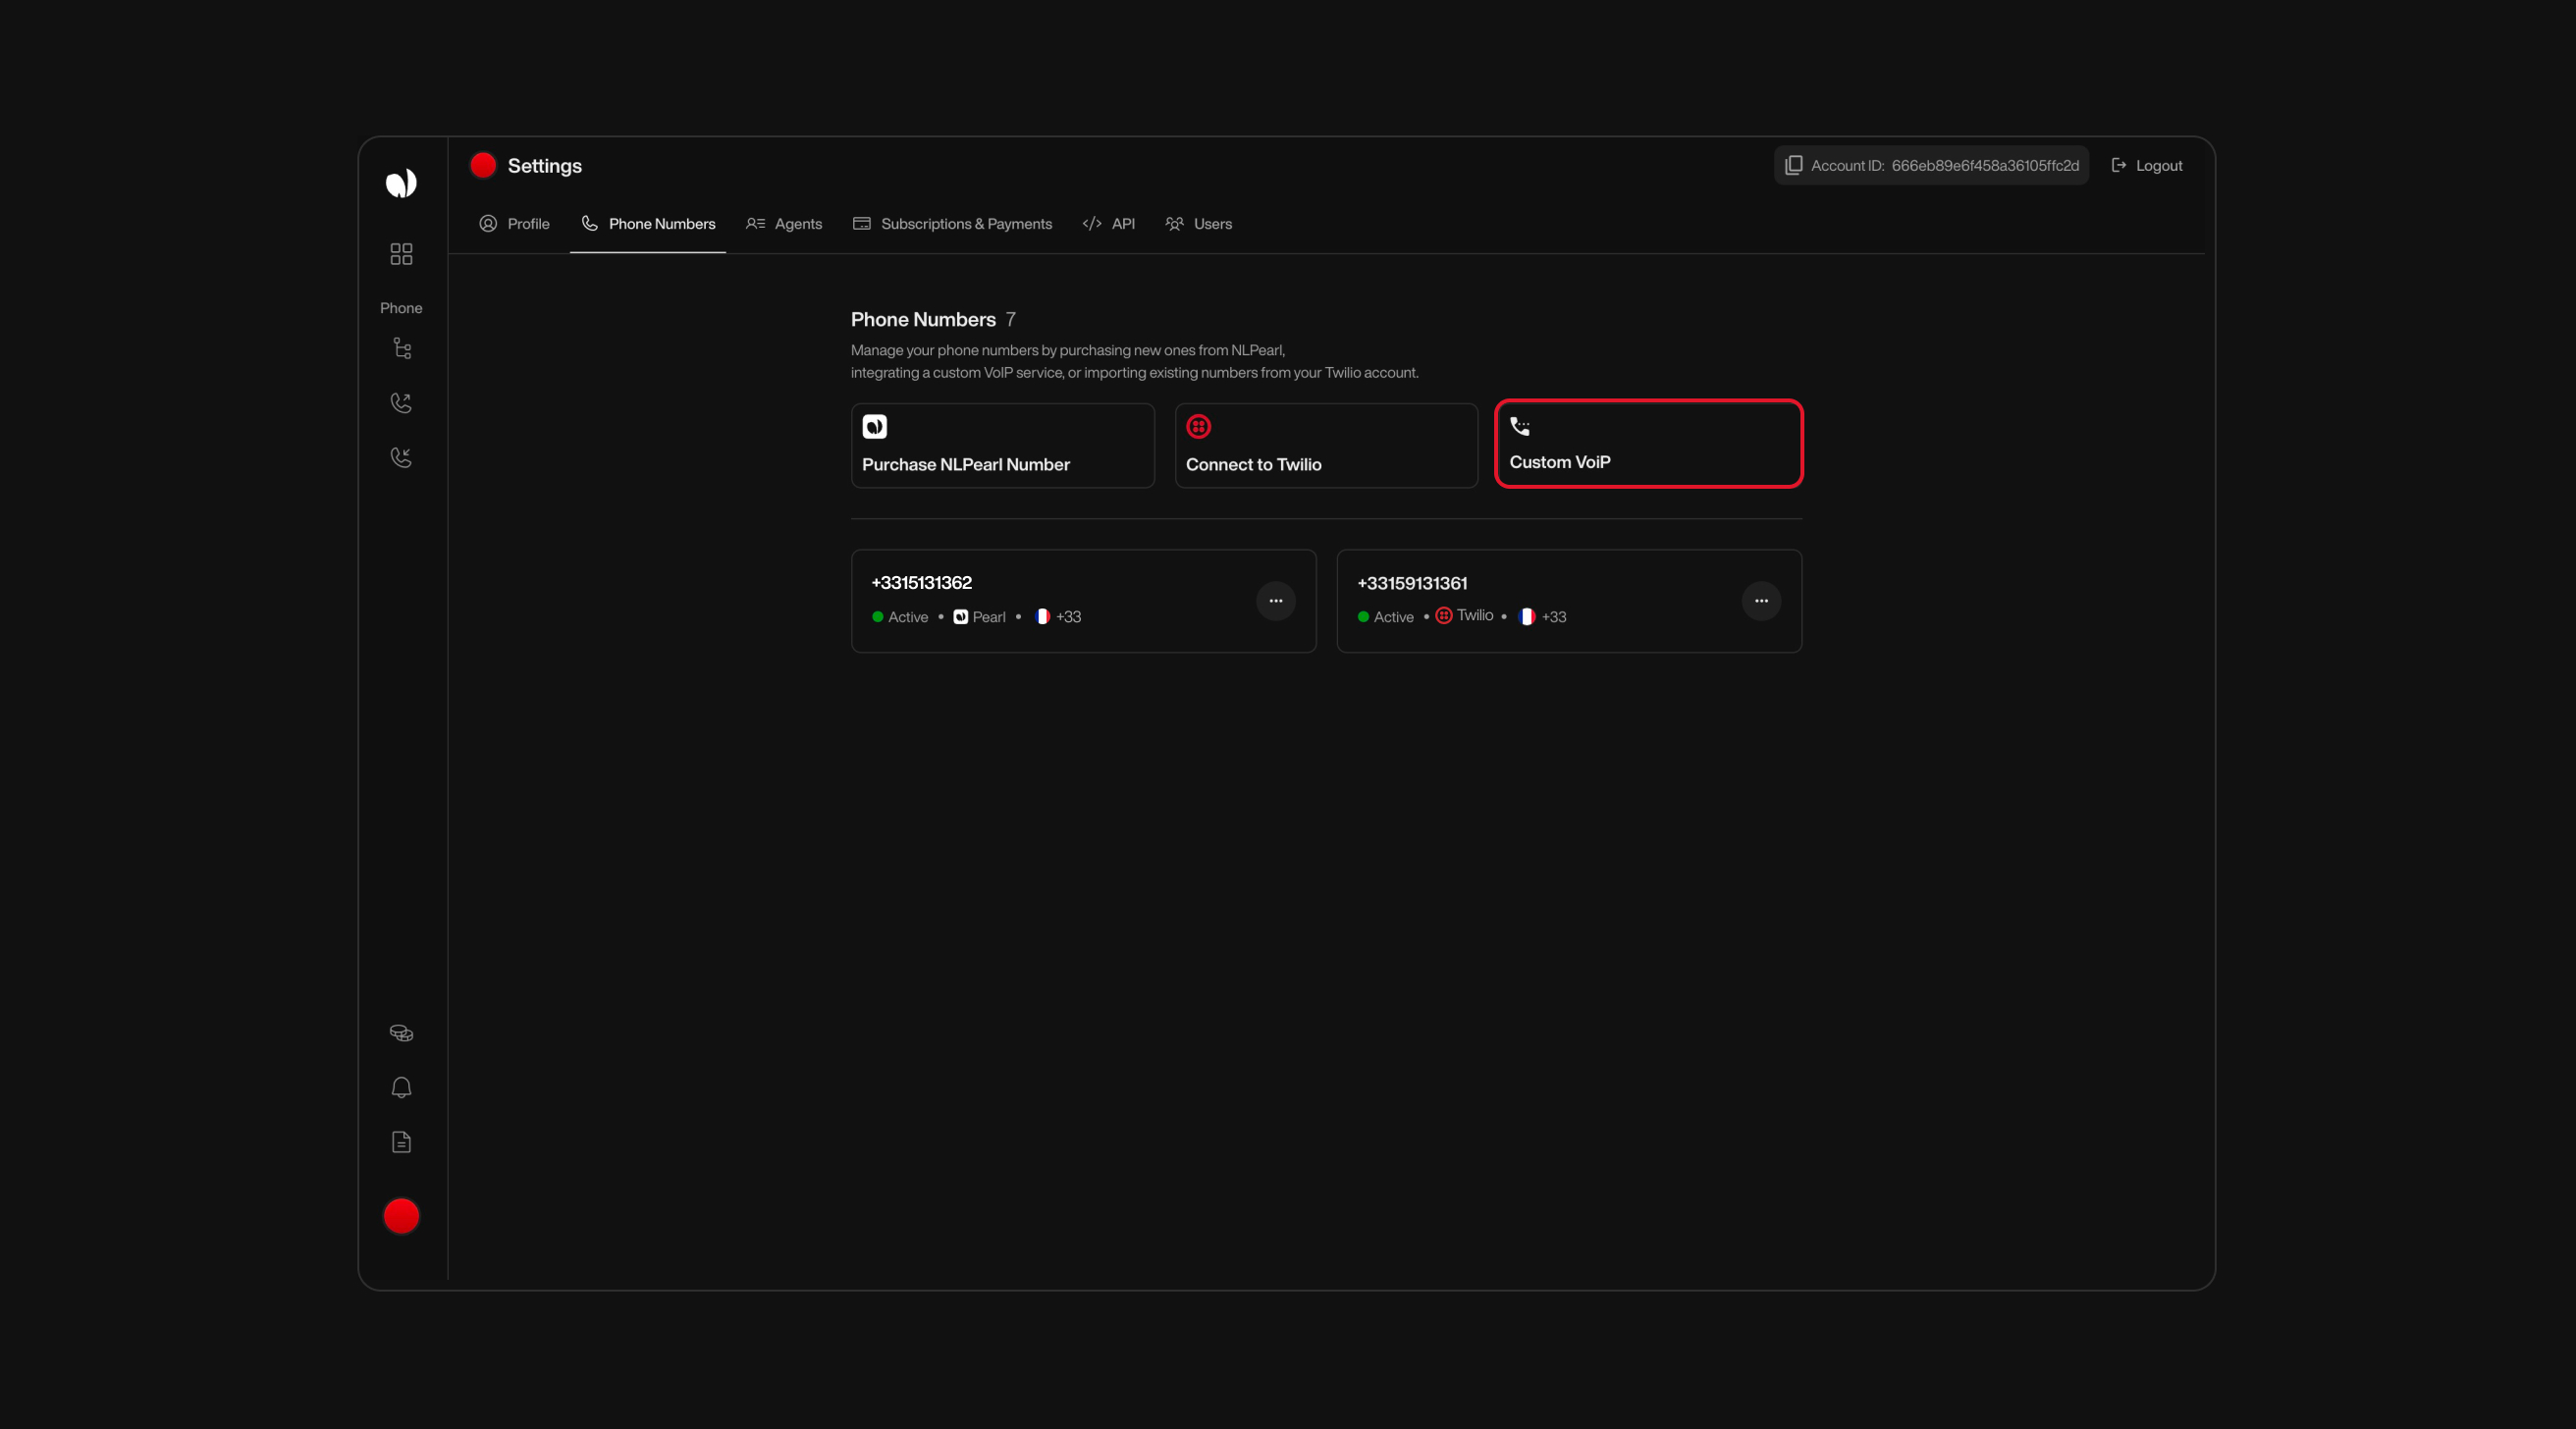 Settings
Account ID: 666eb89e6f458a36105ffc2d
Logout
Profile
Phone Numbers
Agents
Subscriptions & Payments
API
Users
Phone
Phone Numbers 7
Manage your phone numbers by purchasing new ones from NLPearl,
integrating a custom VoIP service, or importing existing numbers from your Twilio account.
Purchase NLPearl Number
Connect to Twilio
Custom VoiP
+3315131362
Active • Pearl • +33
+33159131361
Active • Twilio • +33